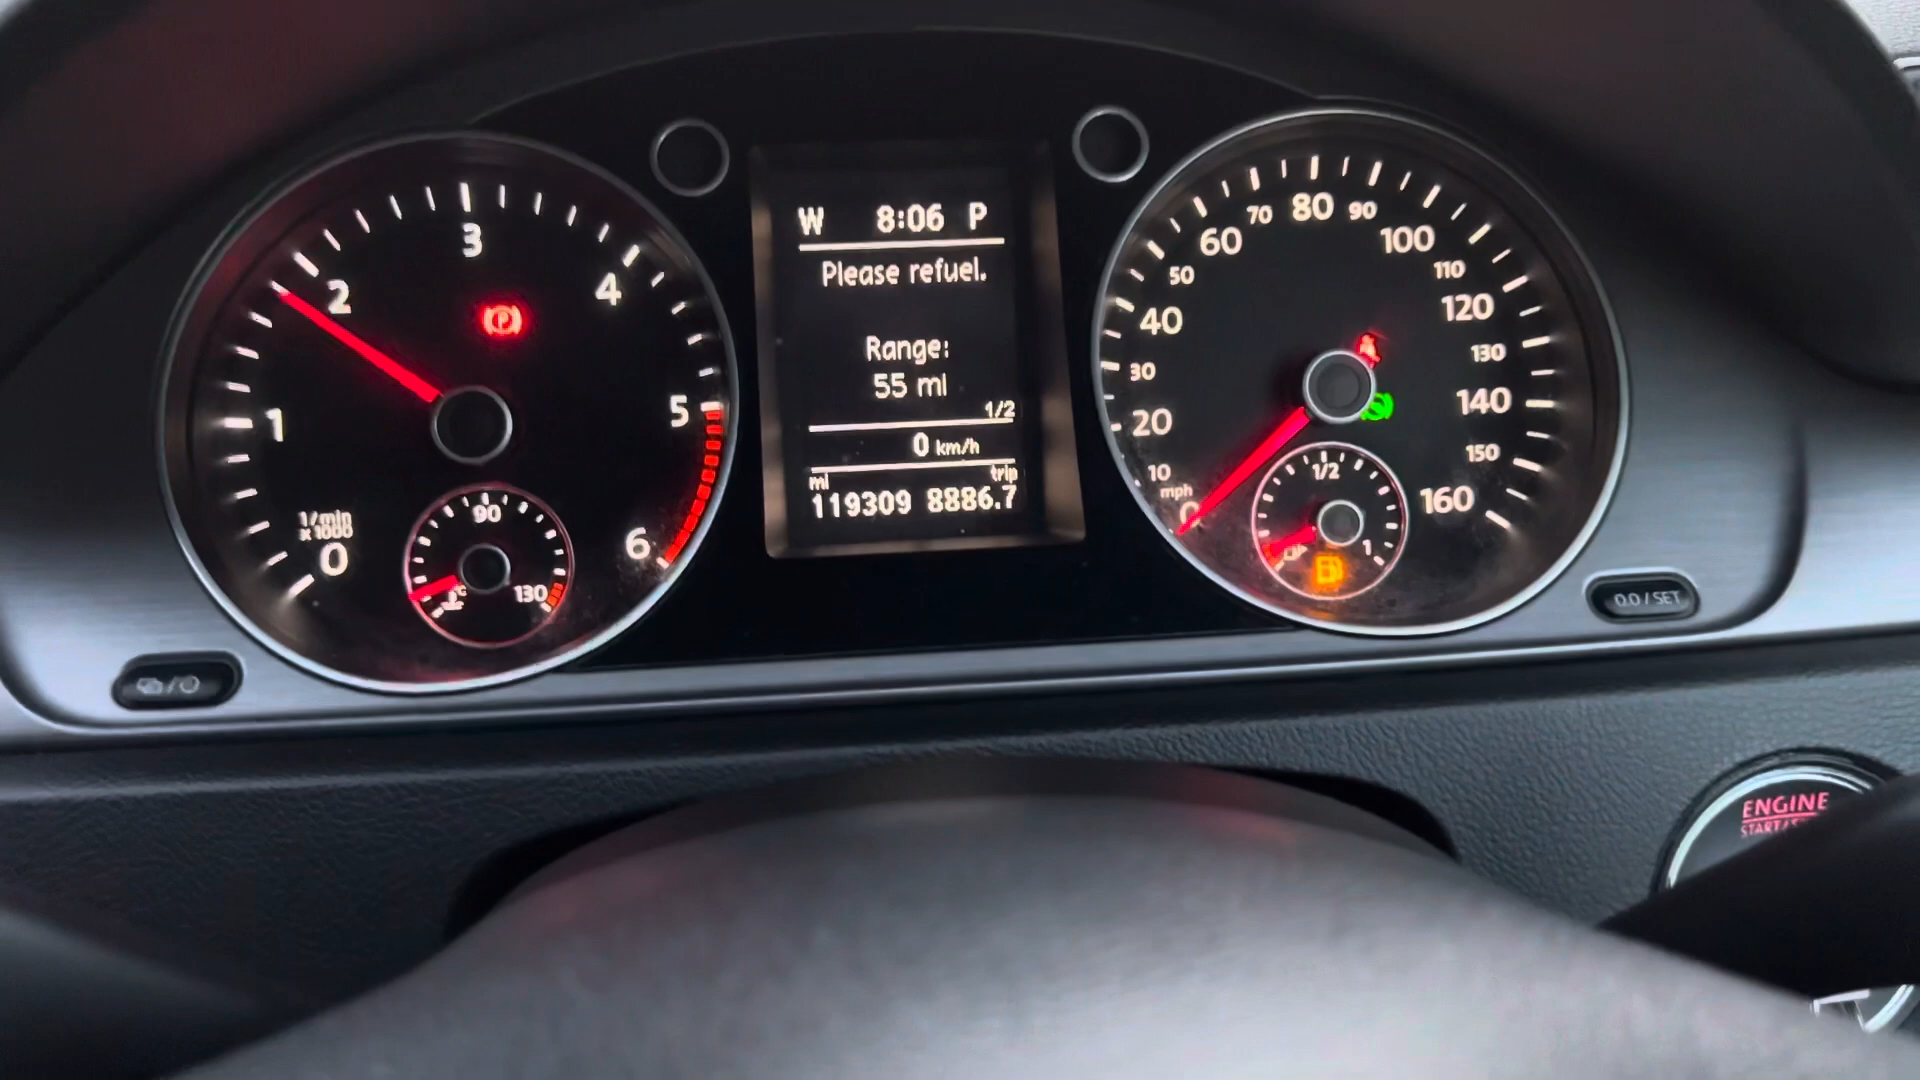 W 8:06 P
Please refuel.
Range:
55 mi
1/2
0 km/h
mi trip
119309 8886.7
0
1
2
3
4
5
6
1/min
x 1000
90
°C
130
0
10
20
30
40
50
60
70
80
90
100
110
120
130
140
150
160
mph
1/2
1
0.0 / SET
ENGINE